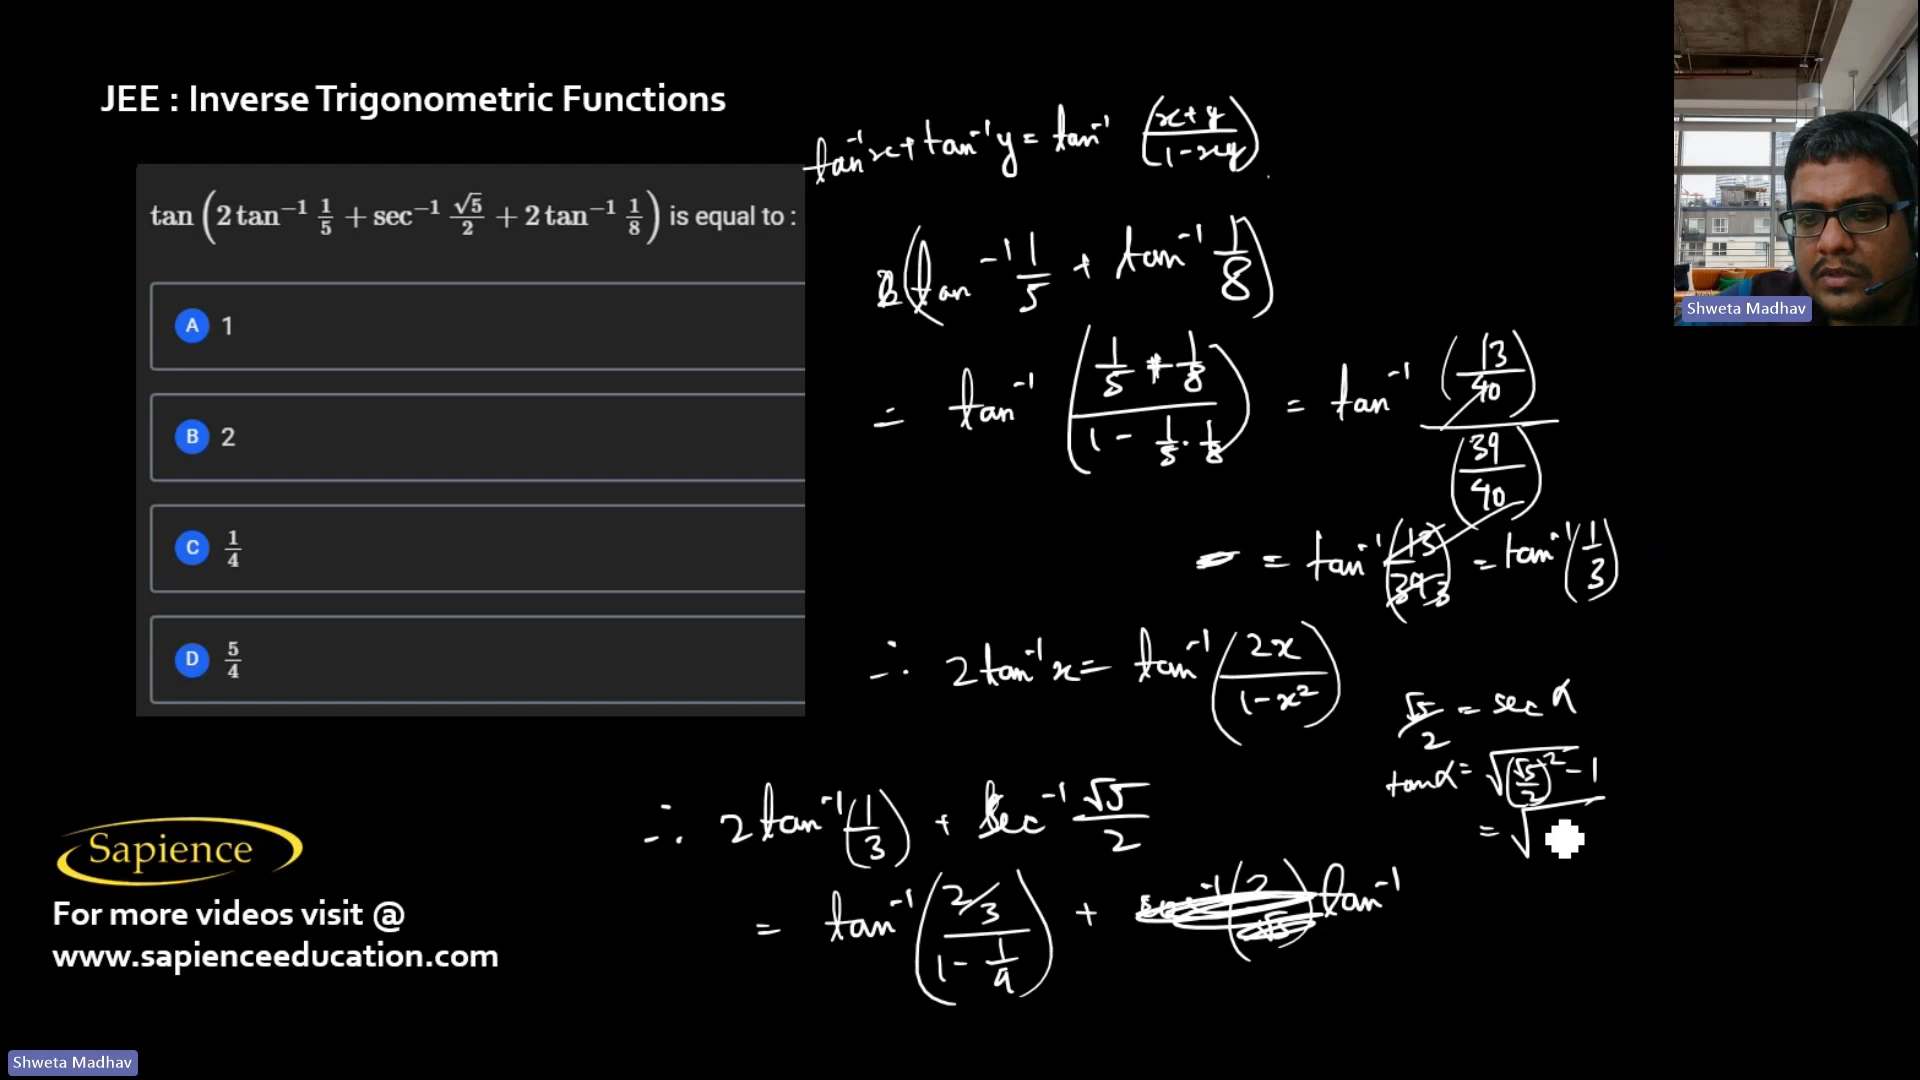 JEE : Inverse Trigonometric Functions
tan⁻¹x + tan⁻¹y = tan⁻¹ (x+y / 1-xy)
tan (2 tan⁻¹ 1/5 + sec⁻¹ √5/2 + 2 tan⁻¹ 1/8) is equal to :
A 1
B 2
C 1/4
D 5/4
2(tan⁻¹ 1/5 + tan⁻¹ 1/8)
= tan⁻¹ (1/5 + 1/8 / 1 - 1/5 · 1/8) = tan⁻¹ (13/40) / (39/40)
= tan⁻¹ (13/39 3) = tan⁻¹ (1/3)
∴ 2tan⁻¹x = tan⁻¹ (2x / 1-x²)
√5/2 = sec α
tan α = √(√5/2)² - 1
= √
∴ 2tan⁻¹ (1/3) + sec⁻¹ √5/2
= tan⁻¹ (2/3 / 1 - 1/9) + tan⁻¹
Sapience
For more videos visit @
www.sapienceeducation.com
Shweta Madhav
Shweta Madhav